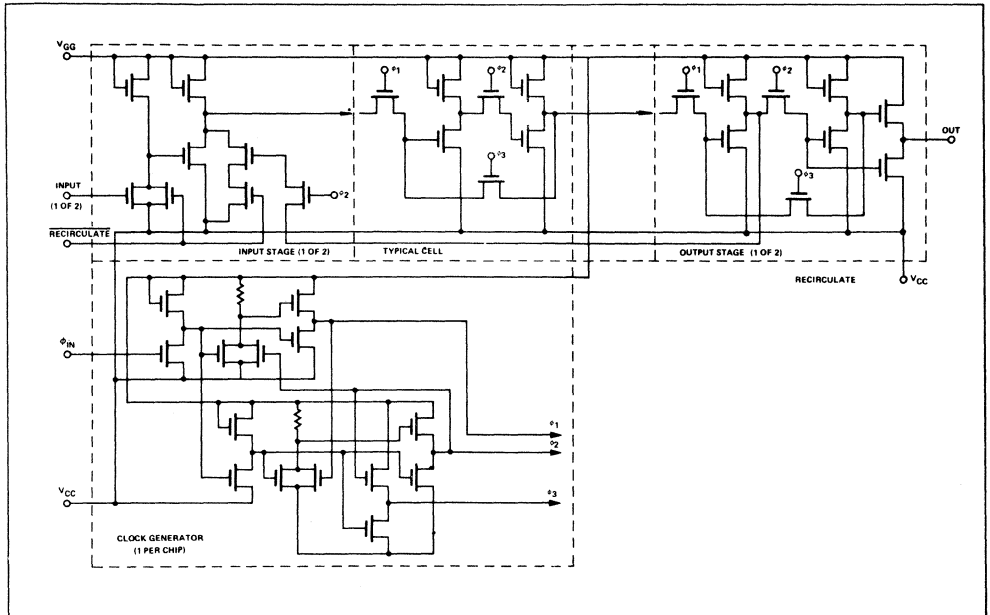 VGG
ϕ1
ϕ2
ϕ1
ϕ2
OUT
ϕ3
ϕ3
INPUT
(1 OF 2)
ϕ2
RECIRCULATE
INPUT STAGE (1 OF 2)
TYPICAL CELL
OUTPUT STAGE (1 OF 2)
RECIRCULATE
VCC
ϕIN
ϕ1
ϕ2
VCC
ϕ3
CLOCK GENERATOR
(1 PER CHIP)